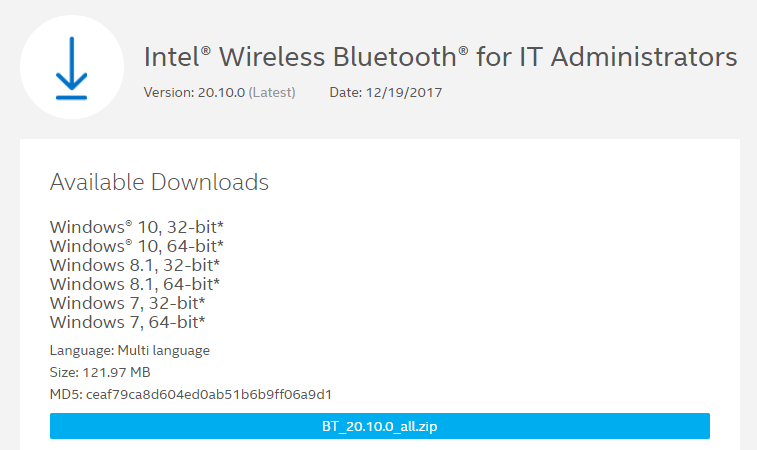 Intel® Wireless Bluetooth® for IT Administrators
Version: 20.10.0 (Latest) Date: 12/19/2017
Available Downloads
Windows® 10, 32-bit*
Windows® 10, 64-bit*
Windows 8.1, 32-bit*
Windows 8.1, 64-bit*
Windows 7, 32-bit*
Windows 7, 64-bit*
Language: Multi language
Size: 121.97 MB
MD5: ceaf79ca8d604ed0ab51b6b9ff06a9d1
BT_20.10.0_all.zip